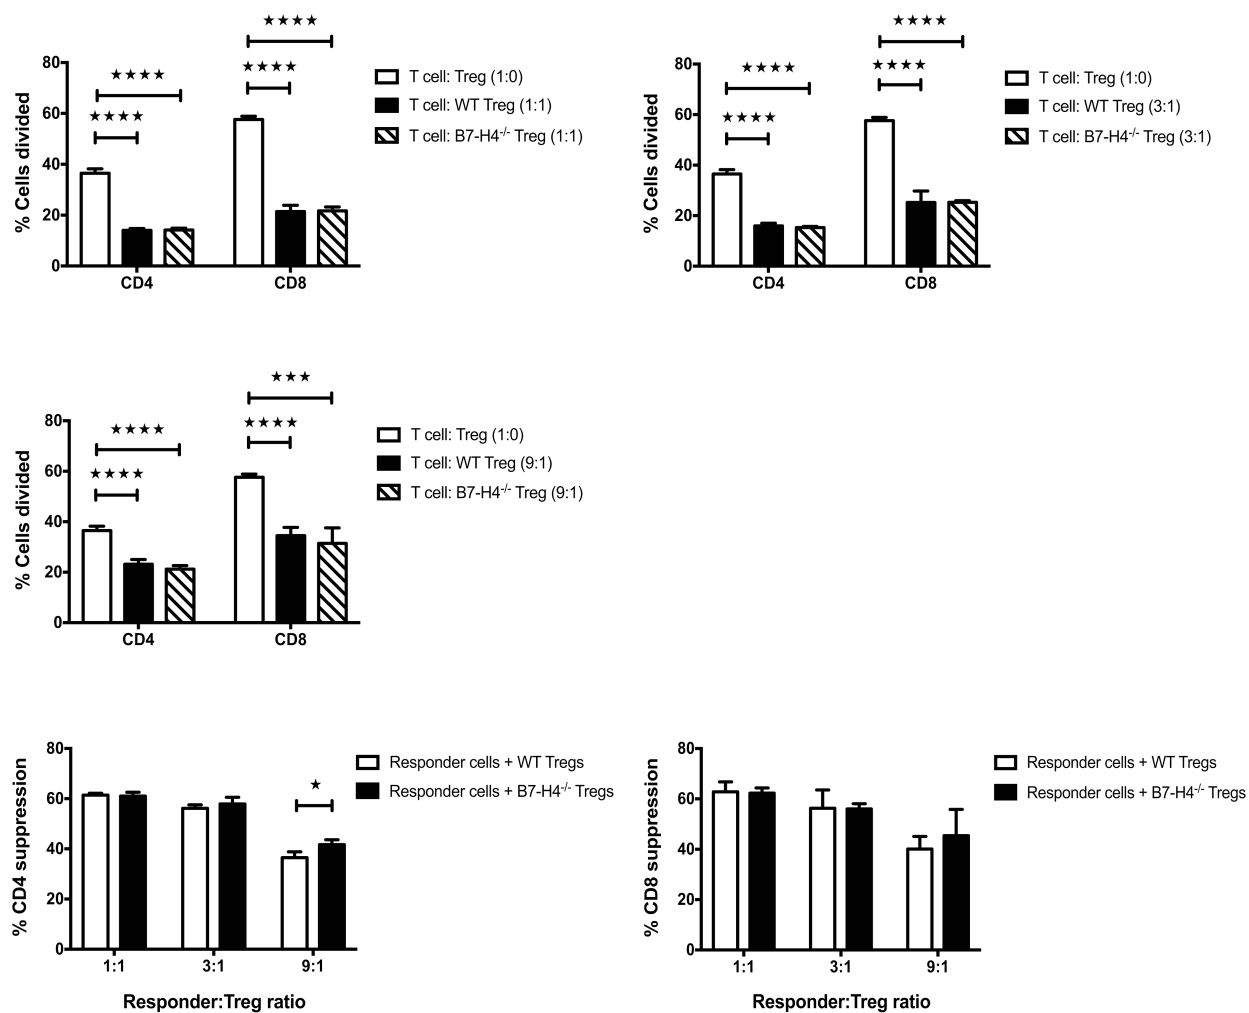 ★★★★
★★★★
★★★★
★★★★
% Cells divided
80
60
40
20
0
CD4
CD8
T cell: Treg (1:0)
T cell: WT Treg (1:1)
T cell: B7-H4-/- Treg (1:1)
★★★★
★★★★
★★★★
★★★★
% Cells divided
80
60
40
20
0
CD4
CD8
T cell: Treg (1:0)
T cell: WT Treg (3:1)
T cell: B7-H4-/- Treg (3:1)
★★★
★★★★
★★★★
★★★★
% Cells divided
80
60
40
20
0
CD4
CD8
T cell: Treg (1:0)
T cell: WT Treg (9:1)
T cell: B7-H4-/- Treg (9:1)
% CD4 suppression
80
60
40
20
0
★
1:1
3:1
9:1
Responder:Treg ratio
Responder cells + WT Tregs
Responder cells + B7-H4-/- Tregs
% CD8 suppression
80
60
40
20
0
1:1
3:1
9:1
Responder:Treg ratio
Responder cells + WT Tregs
Responder cells + B7-H4-/- Tregs